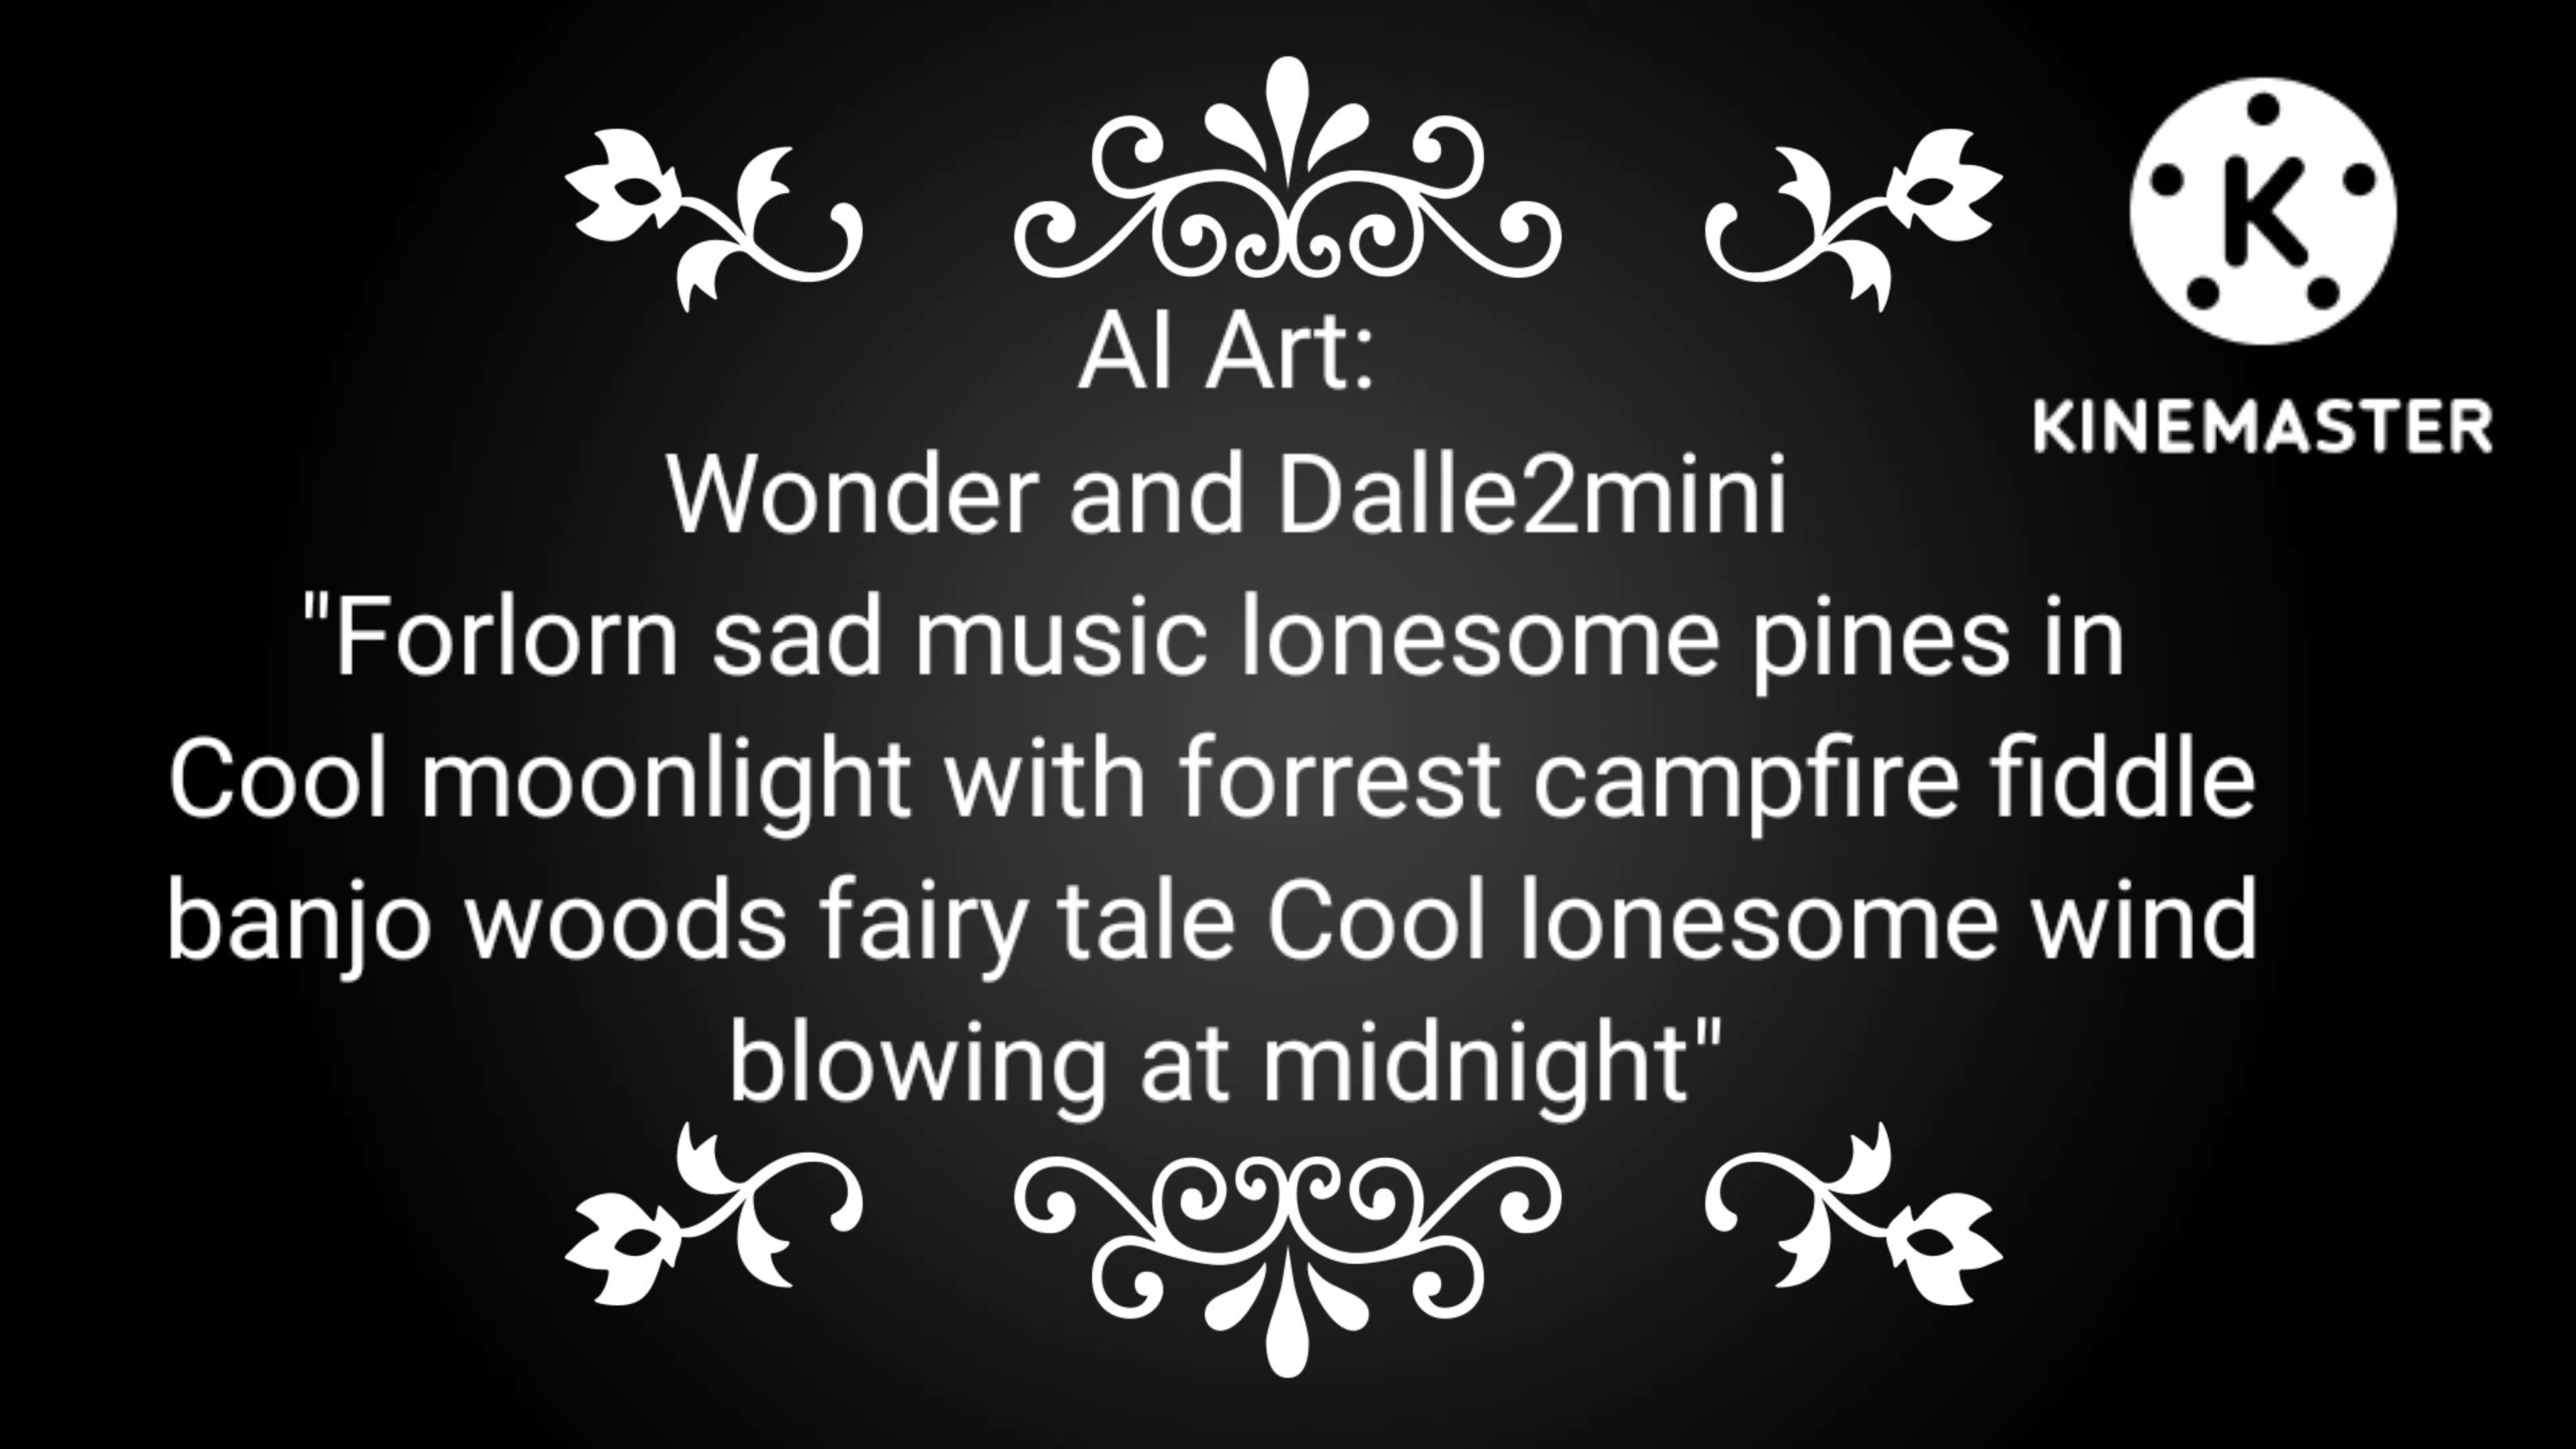 K
KINEMASTER
AI Art:
Wonder and Dalle2mini
"Forlorn sad music lonesome pines in
Cool moonlight with forrest campfire fiddle
banjo woods fairy tale Cool lonesome wind
blowing at midnight"